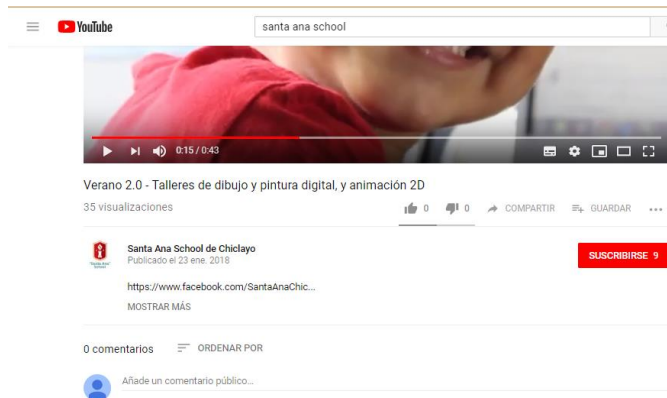 YouTube
santa ana school
0:15 / 0:43
Verano 2.0 - Talleres de dibujo y pintura digital, y animación 2D
35 visualizaciones
0 0 COMPARTIR GUARDAR
Santa Ana School de Chiclayo
Publicado el 23 ene. 2018
SUSCRIBIRSE 9
https://www.facebook.com/SantaAnaChic...
MOSTRAR MÁS
0 comentarios ORDENAR POR
Añade un comentario público...